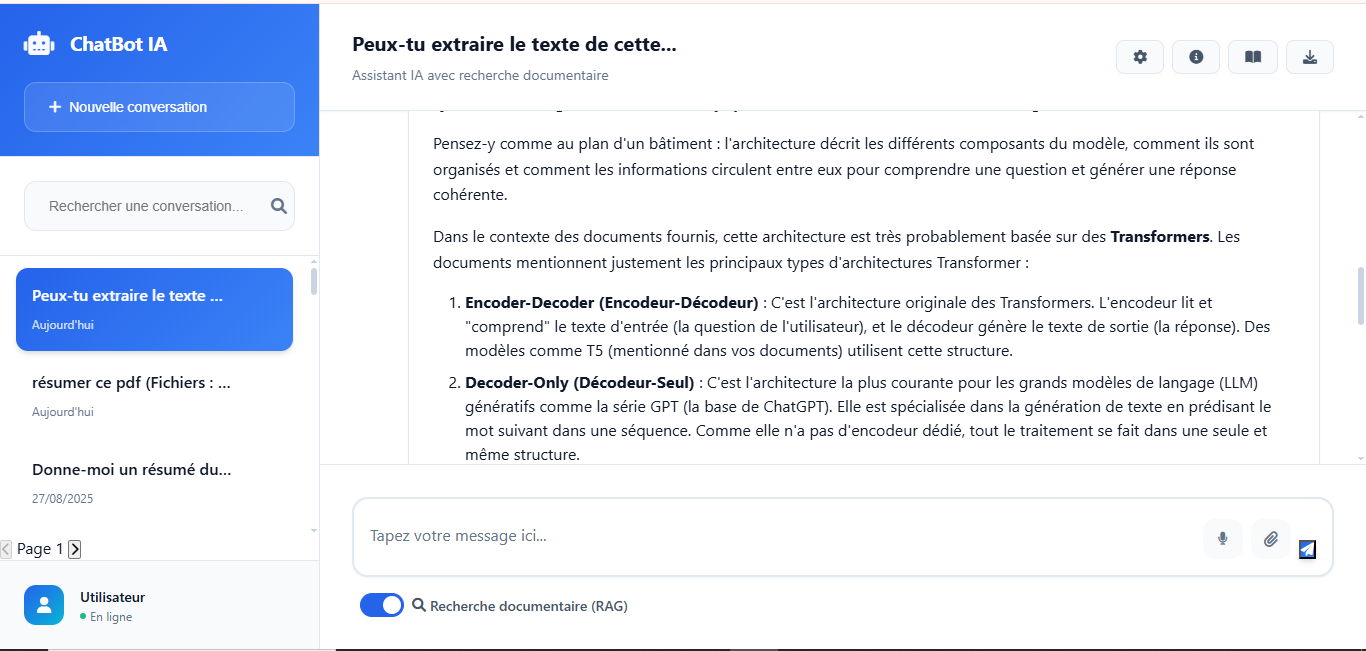 ChatBot IA
Nouvelle conversation
Rechercher une conversation...
Peux-tu extraire le texte ...
Aujourd'hui
résumer ce pdf (Fichiers : ...
Aujourd'hui
Donne-moi un résumé du...
27/08/2025
Page 1
Utilisateur
En ligne
Peux-tu extraire le texte de cette...
Assistant IA avec recherche documentaire
Pensez-y comme au plan d'un bâtiment : l'architecture décrit les différents composants du modèle, comment ils sont
organisés et comment les informations circulent entre eux pour comprendre une question et générer une réponse
cohérente.
Dans le contexte des documents fournis, cette architecture est très probablement basée sur des Transformers. Les
documents mentionnent justement les principaux types d'architectures Transformer :
1. Encoder-Decoder (Encodeur-Décodeur) : C'est l'architecture originale des Transformers. L'encodeur lit et
"comprend" le texte d'entrée (la question de l'utilisateur), et le décodeur génère le texte de sortie (la réponse). Des
modèles comme T5 (mentionné dans vos documents) utilisent cette structure.
2. Decoder-Only (Décodeur-Seul) : C'est l'architecture la plus courante pour les grands modèles de langage (LLM)
génératifs comme la série GPT (la base de ChatGPT). Elle est spécialisée dans la génération de texte en prédisant le
mot suivant dans une séquence. Comme elle n'a pas d'encodeur dédié, tout le traitement se fait dans une seule et
même structure.
Tapez votre message ici...
Recherche documentaire (RAG)